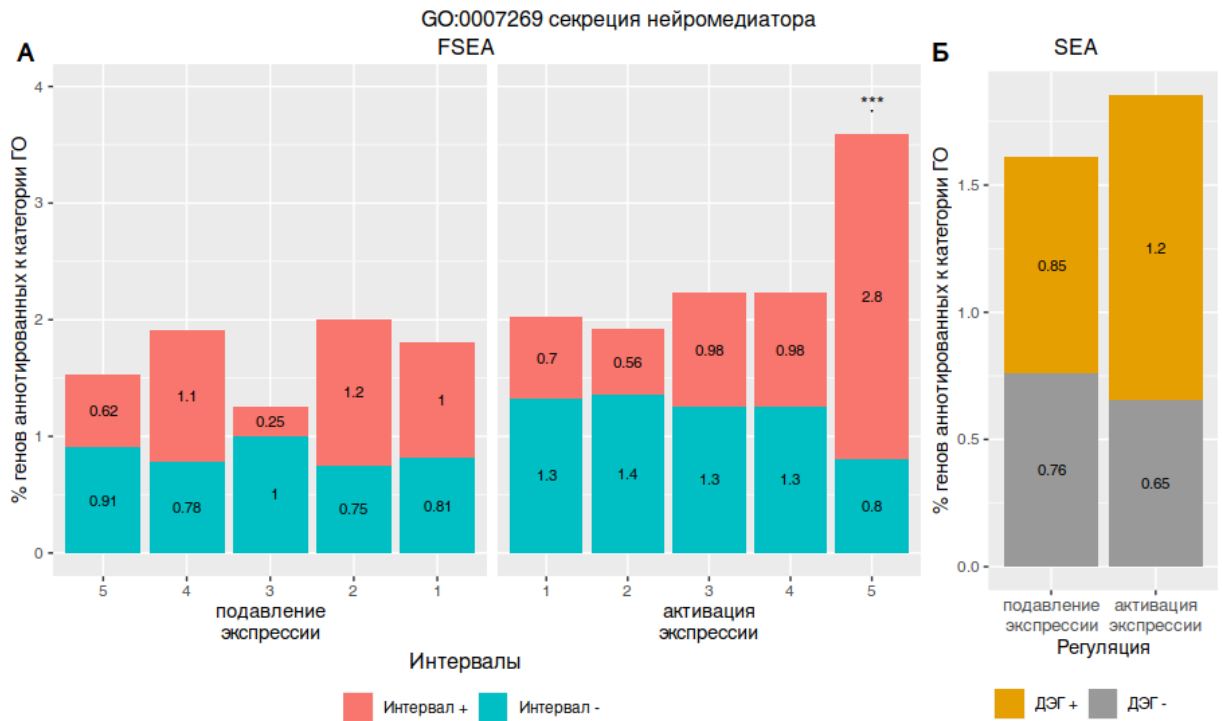 GO:0007269 секреция нейромедиатора
А
FSEA
% генов аннотированных к категории ГО
4
3
2
1
0
0.62
0.91
1.1
0.78
0.25
1
1.2
0.75
1
0.81
0.7
1.3
0.56
1.4
0.98
1.3
0.98
1.3
***
.
2.8
0.8
5 4 3 2 1
1 2 3 4 5
подавление
экспрессии
активация
экспрессии
Интервалы
Интервал + Интервал -
Б
SEA
% генов аннотированных к категории ГО
1.5
1.0
0.5
0.0
0.85
0.76
1.2
0.65
подавление
экспрессии
активация
экспрессии
Регуляция
ДЭГ + ДЭГ -